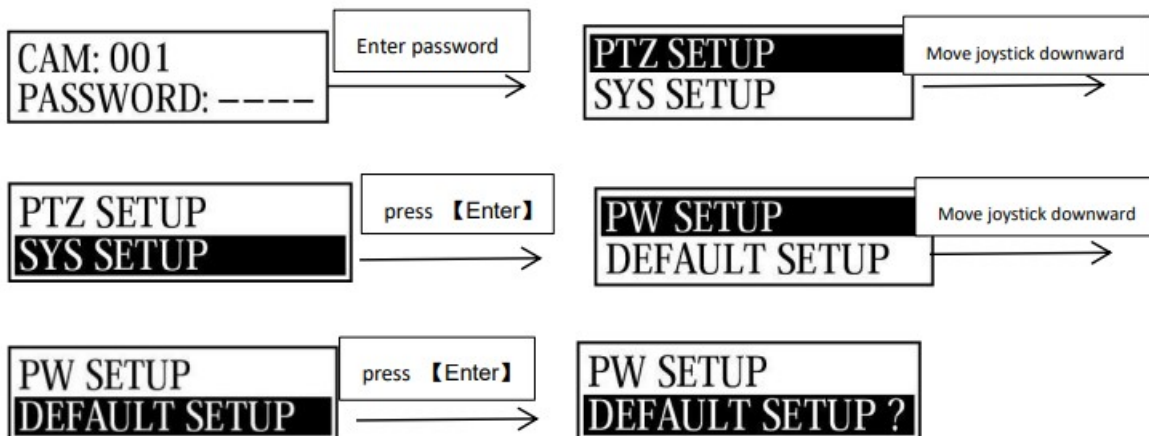 CAM: 001
PASSWORD: ----
Enter password
PTZ SETUP
SYS SETUP
Move joystick downward
PTZ SETUP
SYS SETUP
press 【Enter】
PW SETUP
DEFAULT SETUP
Move joystick downward
PW SETUP
DEFAULT SETUP
press 【Enter】
PW SETUP
DEFAULT SETUP ?